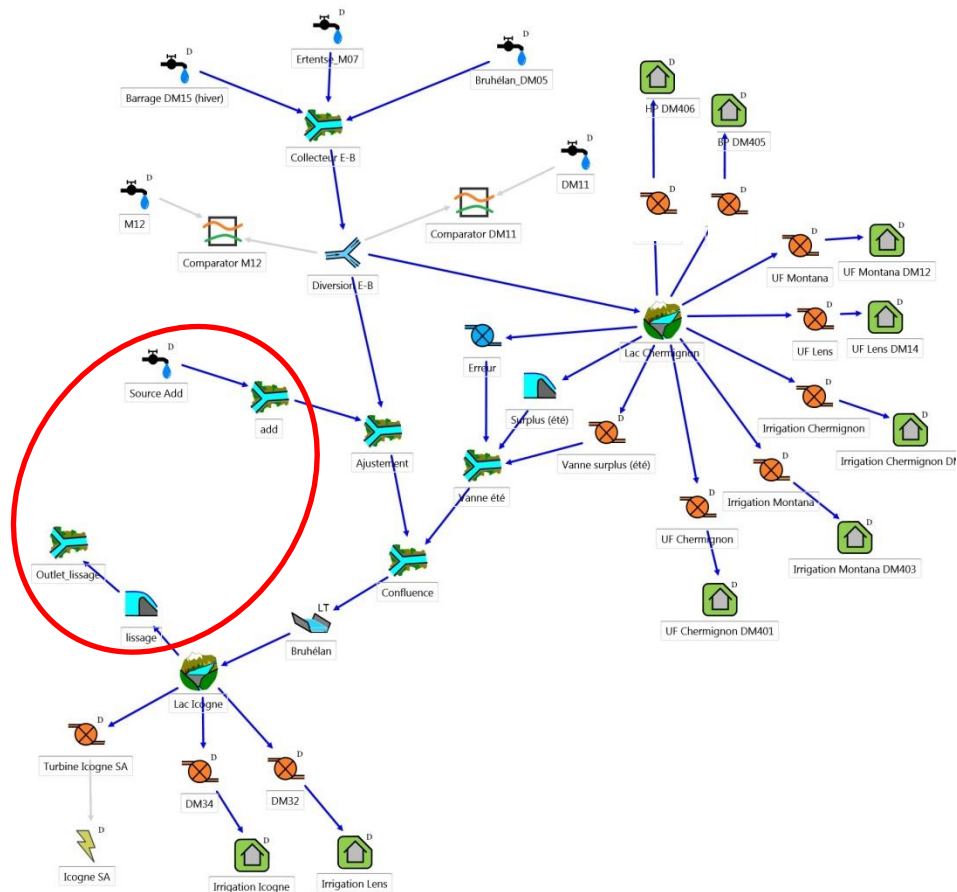 D
Ertentse_M07
D
Barrage DM15 (hiver)
D
Bruhélan_DM05
D
HP DM406
D
BP DM405
Collecteur E-B
D
DM11
D
M12
D
Comparator M12
D
Comparator DM11
Diversion E-B
D
D
D
UF Montana
D
UF Montana DM12
Lac Chermignon
D
UF Lens
D
UF Lens DM14
Erreur
D
Source Add
add
Surplus (été)
D
Irrigation Chermignon
D
Irrigation Chermignon DM
Ajustement
D
Vanne surplus (été)
Vanne été
D
Irrigation Montana
D
Irrigation Montana DM403
D
UF Chermignon
D
UF Chermignon DM401
Outlet_lissage
Confluence
lissage
LT
Bruhélan
Lac Icogne
D
Turbine Icogne SA
D
DM34
D
DM32
D
Icogne SA
D
Irrigation Icogne
D
Irrigation Lens